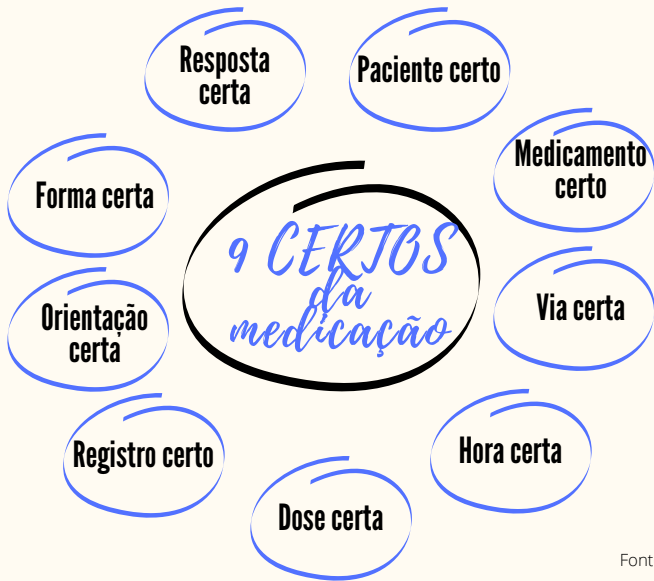 Resposta
certa
Paciente certo
Medicamento
certo
Forma certa
9 CERTOS
da
medicação
Via certa
Orientação
certa
Registro certo
Hora certa
Dose certa
Font